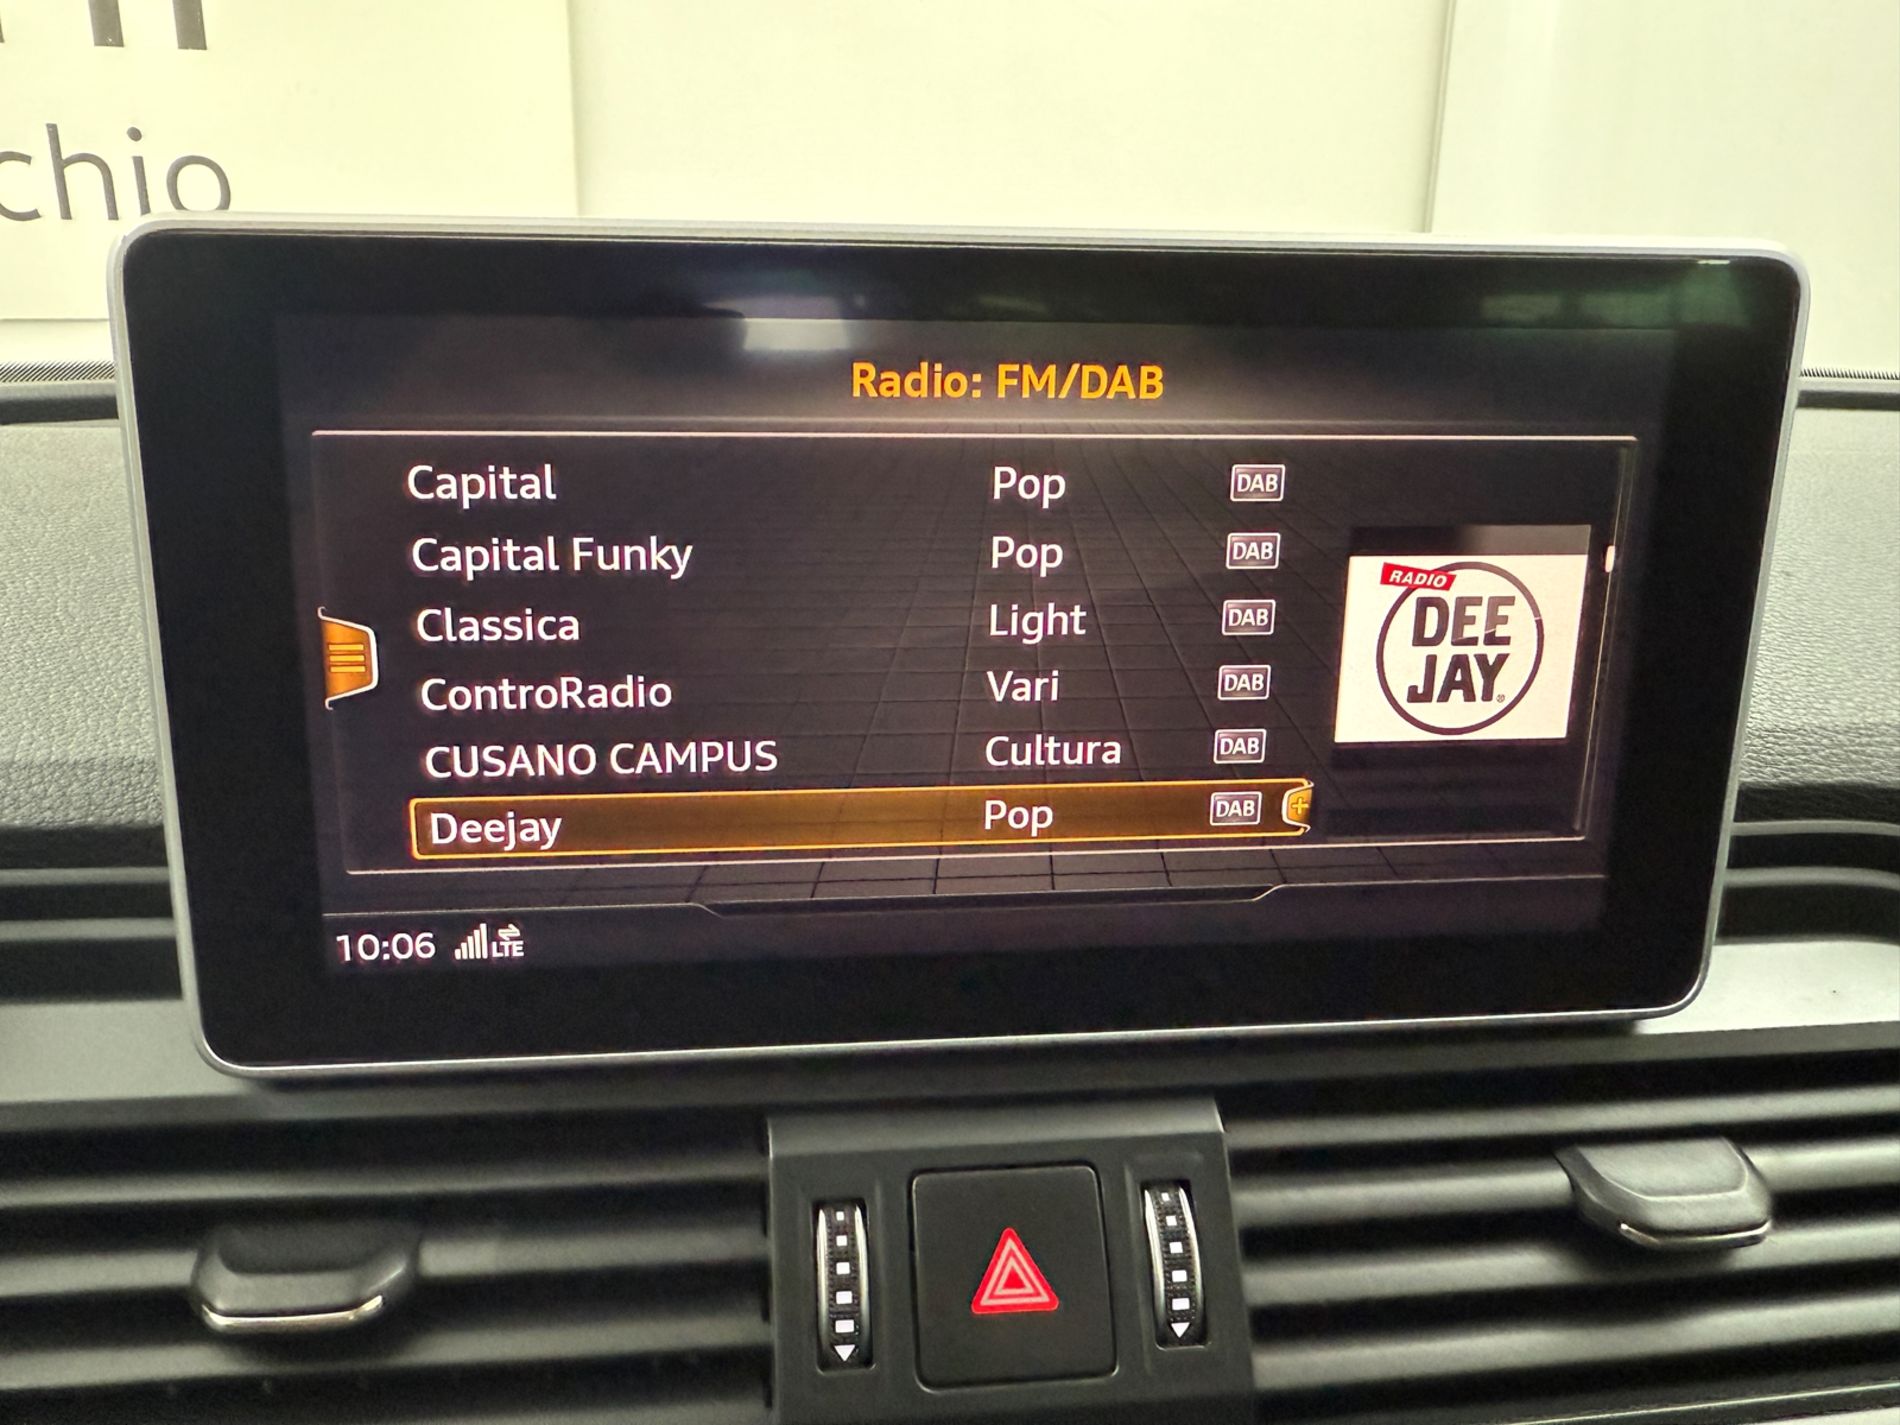 chio
Radio: FM/DAB
Capital Pop DAB
Capital Funky Pop DAB
Classica Light DAB
ControRadio Vari DAB
CUSANO CAMPUS Cultura DAB
Deejay Pop DAB +
RADIO
DEE
JAY®
10:06 LTE